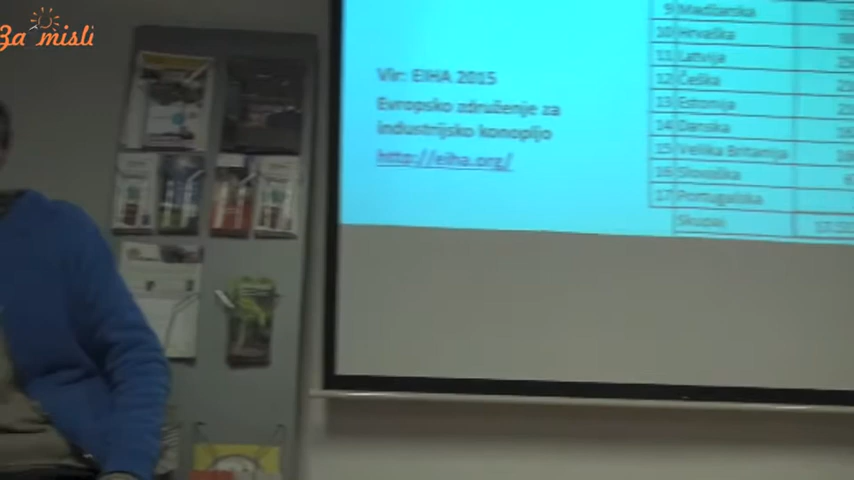 Za misli
Vir: EIHA 2015
Evropsko združenje za
industrijsko konopljo
http://eiha.org/
9 Madžarska
10 Hrvaška
11 Latvija
12 Češka
13 Estonija
14 Danska
15 Velika Britanija
16 Slovaška
17 Portugalska
Skupaj